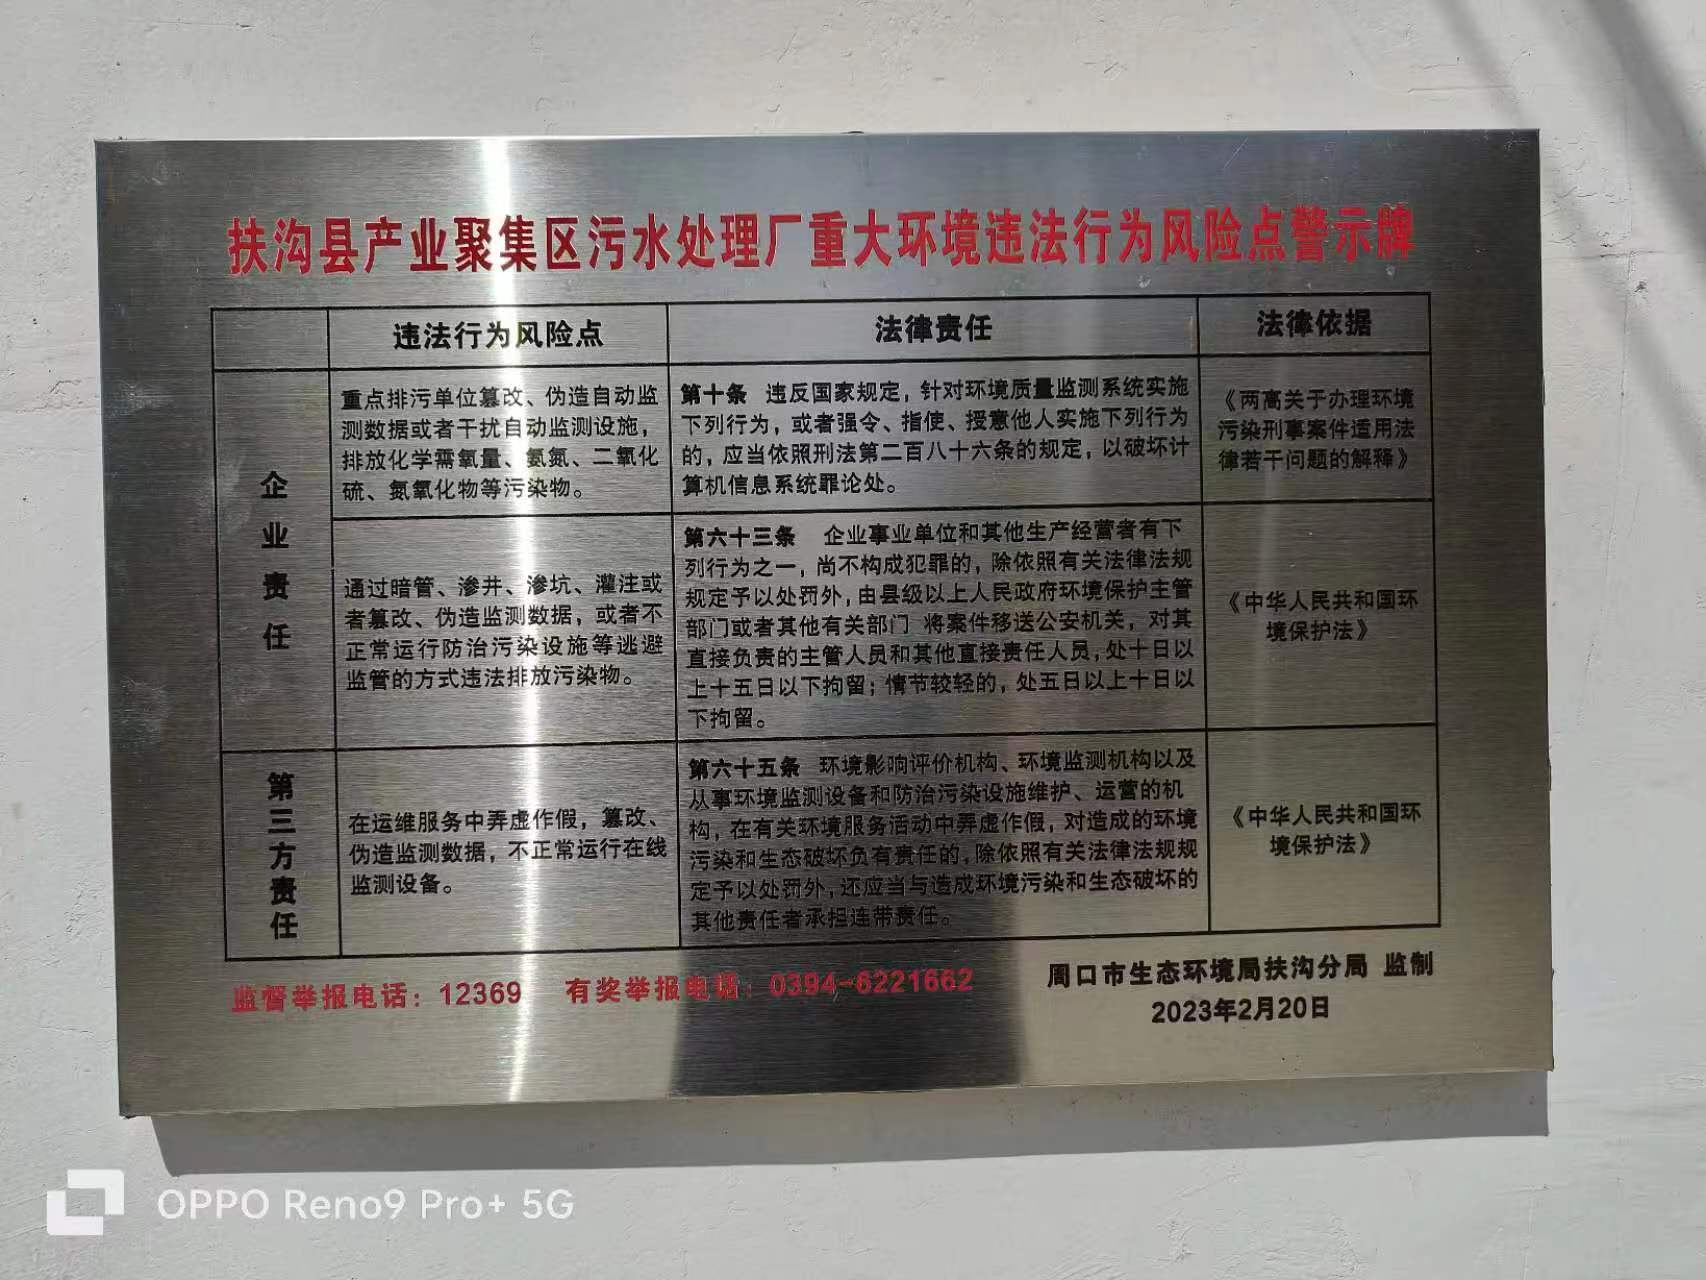 扶沟县产业聚集区污水处理厂重大环境违法行为风险点警示牌
违法行为风险点
法律责任
法律依据
企业责任
重点排污单位篡改、伪造自动监
测数据或者干扰自动监测设施，
排放化学需氧量、氨氮、二氧化
硫、氮氧化物等污染物。
第十条 违反国家规定，针对环境质量监测系统实施
下列行为，或者强令、指使、授意他人实施下列行为
的，应当依照刑法第二百八十六条的规定，以破坏计
算机信息系统罪论处。
《两高关于办理环境
污染刑事案件适用法
律若干问题的解释》
通过暗管、渗井、渗坑、灌注或
者篡改、伪造监测数据，或者不
正常运行防治污染设施等逃避
监管的方式违法排放污染物。
第六十三条 企业事业单位和其他生产经营者有下
列行为之一，尚不构成犯罪的，除依照有关法律法规
规定予以处罚外，由县级以上人民政府环境保护主管
部门或者其他有关部门 将案件移送公安机关，对其
直接负责的主管人员和其他直接责任人员，处十日以
上十五日以下拘留；情节较轻的，处五日以上十日以
下拘留。
《中华人民共和国环
境保护法》
第三方责任
在运维服务中弄虚作假，篡改、
伪造监测数据，不正常运行在线
监测设备。
第六十五条 环境影响评价机构、环境监测机构以及
从事环境监测设备和防治污染设施维护、运营的机
构，在有关环境服务活动中弄虚作假，对造成的环境
污染和生态破坏负有责任的，除依照有关法律法规规
定予以处罚外，还应当与造成环境污染和生态破坏的
其他责任者承担连带责任。
《中华人民共和国环
境保护法》
监督举报电话：12369 有奖举报电话：0394-6221662
周口市生态环境局扶沟分局 监制
2023年2月20日
OPPO Reno9 Pro+ 5G